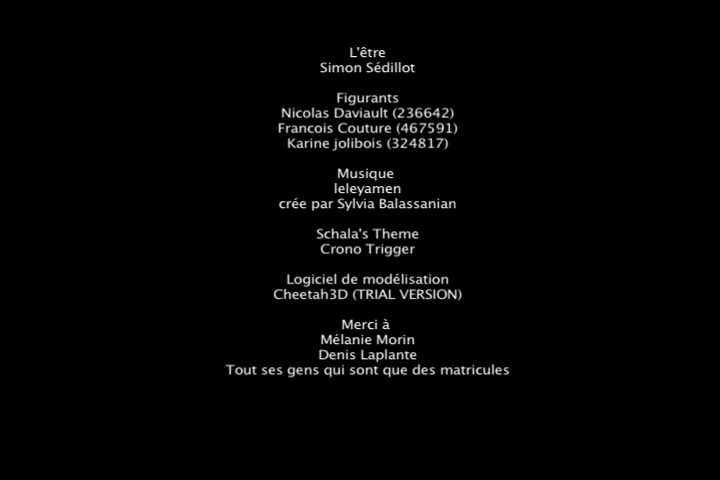 L'être
Simon Sédillot
Figurants
Nicolas Daviault (236642)
Francois Couture (467591)
Karine jolibois (324817)
Musique
leleyamen
crée par Sylvia Balassanian
Schala's Theme
Crono Trigger
Logiciel de modélisation
Cheetah3D (TRIAL VERSION)
Merci à
Mélanie Morin
Denis Laplante
Tout ses gens qui sont que des matricules